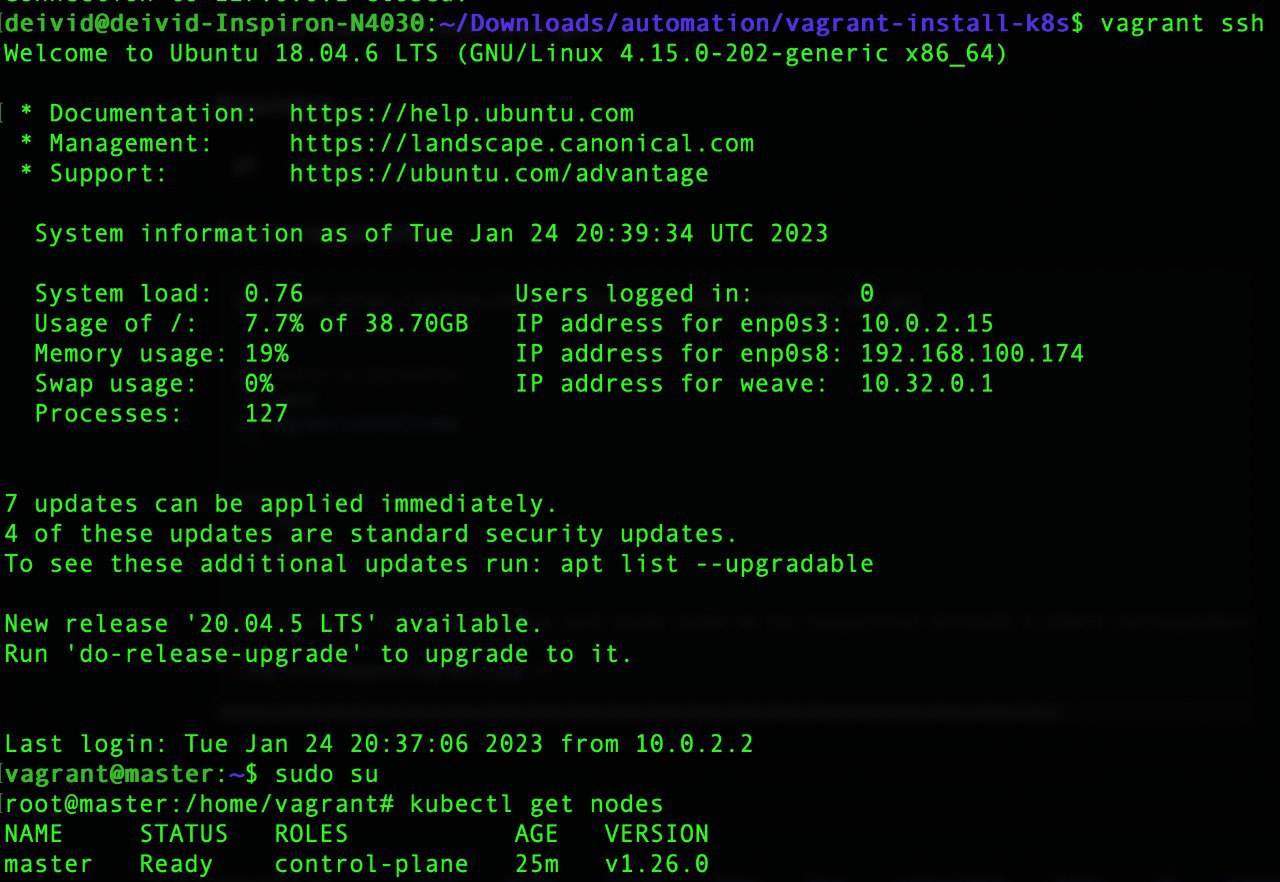 deivid@deivid-Inspiron-N4030:~/Downloads/automation/vagrant-install-k8s$ vagrant ssh
Welcome to Ubuntu 18.04.6 LTS (GNU/Linux 4.15.0-202-generic x86_64)
* Documentation:  https://help.ubuntu.com
* Management:     https://landscape.canonical.com
* Support:        https://ubuntu.com/advantage
System information as of Tue Jan 24 20:39:34 UTC 2023
System load:  0.76              Users logged in:       0
Usage of /:   7.7% of 38.70GB   IP address for enp0s3: 10.0.2.15
Memory usage: 19%               IP address for enp0s8: 192.168.100.174
Swap usage:   0%                IP address for weave:  10.32.0.1
Processes:    127
7 updates can be applied immediately.
4 of these updates are standard security updates.
To see these additional updates run: apt list --upgradable
New release '20.04.5 LTS' available.
Run 'do-release-upgrade' to upgrade to it.
Last login: Tue Jan 24 20:37:06 2023 from 10.0.2.2
vagrant@master:~$ sudo su
root@master:/home/vagrant# kubectl get nodes
NAME     STATUS   ROLES           AGE   VERSION
master   Ready    control-plane   25m   v1.26.0